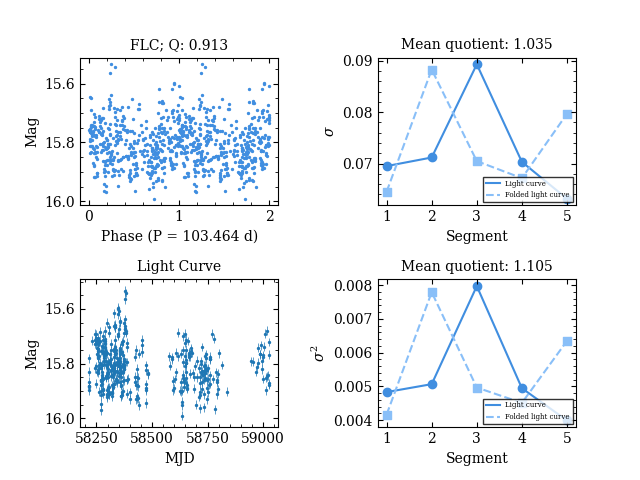 FLC; Q: 0.913
Mag
15.6
15.8
16.0
0
1
2
Phase (P = 103.464 d)
Mean quotient: 1.035
σ
0.09
0.08
0.07
1
2
3
4
5
Segment
Light curve
Folded light curve
Light Curve
Mag
15.6
15.8
16.0
58250
58500
58750
59000
MJD
Mean quotient: 1.105
σ²
0.008
0.007
0.006
0.005
0.004
1
2
3
4
5
Segment
Light curve
Folded light curve